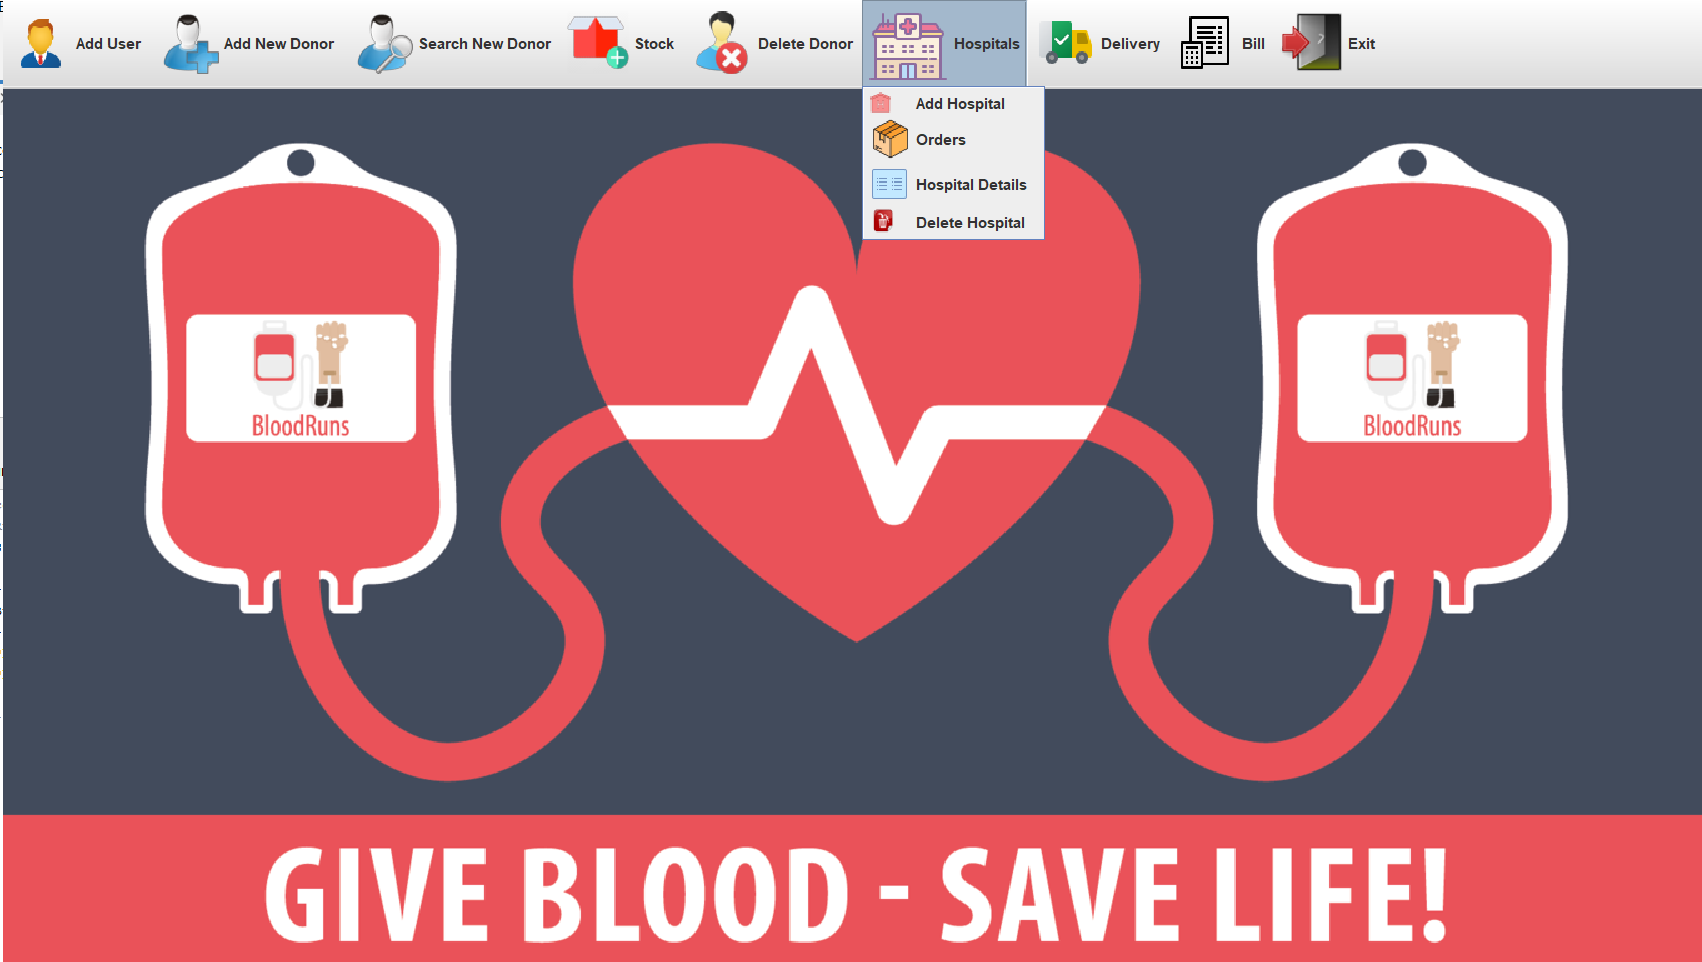 Add User
Add New Donor
Search New Donor
Stock
Delete Donor
Hospitals
Delivery
Bill
Exit
Add Hospital
Orders
Hospital Details
Delete Hospital
BloodRuns
BloodRuns
GIVE BLOOD - SAVE LIFE!